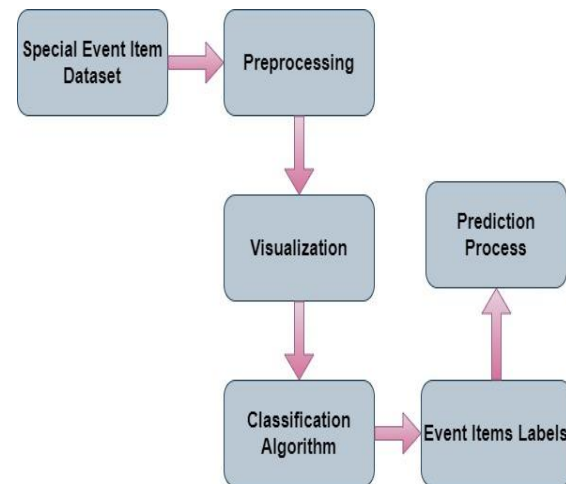 Special Event Item
Dataset
Preprocessing
Visualization
Prediction
Process
Classification
Algorithm
Event Items Labels